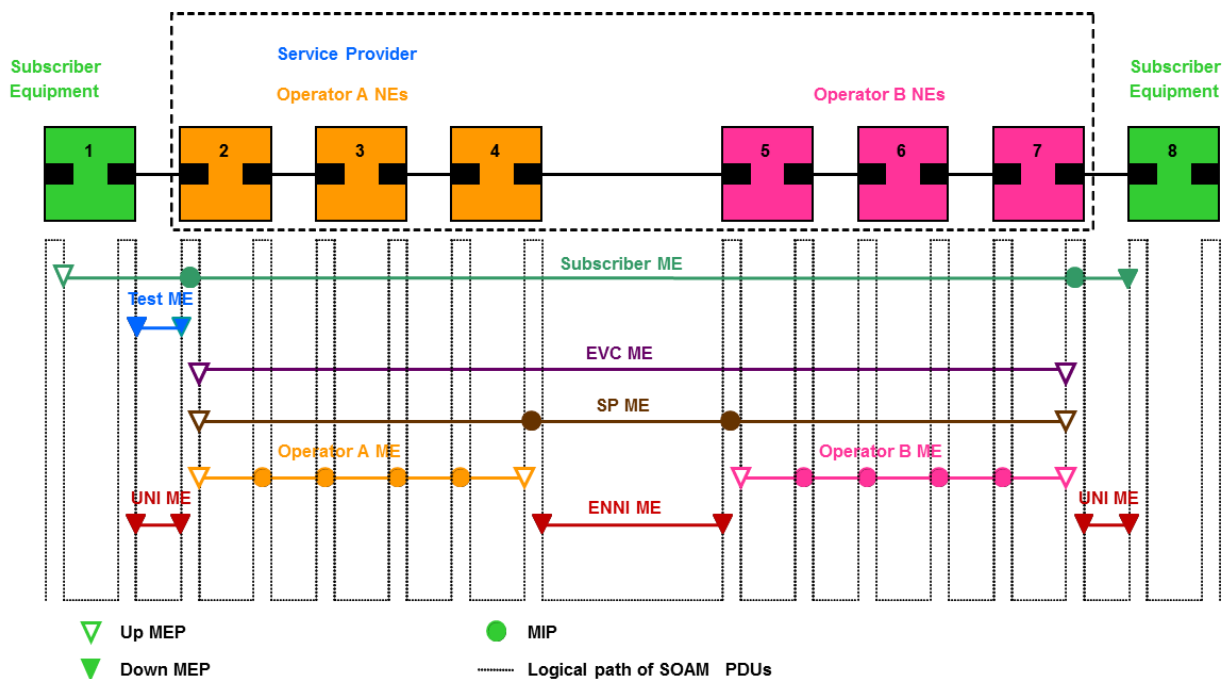 Service Provider
Subscriber
Equipment
Operator A NEs
Operator B NEs
Subscriber
Equipment
1
2
3
4
5
6
7
8
Subscriber ME
Test ME
EVC ME
SP ME
Operator A ME
Operator B ME
UNI ME
ENNI ME
UNI ME
Up MEP
MIP
Down MEP
Logical path of SOAM PDUs